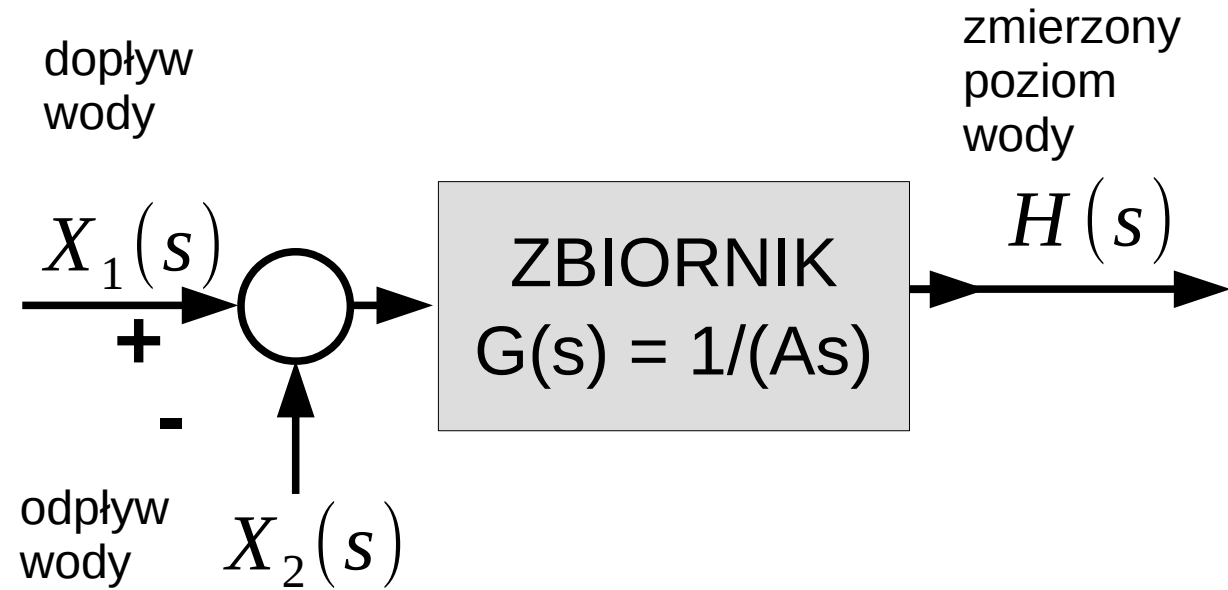 dopływ
wody
zmierzony
poziom
wody
X₁(s)
+
-
ZBIORNIK
G(s) = 1/(As)
H(s)
odpływ
wody
X₂(s)